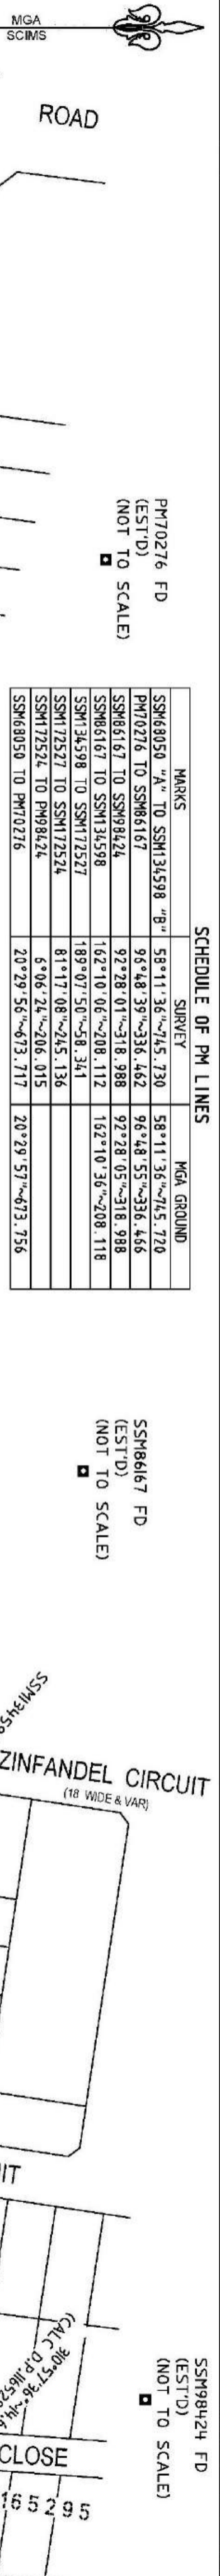 MGA
SCIMS
ROAD
PM70276 FD
(EST'D)
(NOT TO SCALE)
SCHEDULE OF PM LINES
MARKS SURVEY MGA GROUND
SSM68050 "A" TO SSM134598 "B" 58°11'36"~745.730 58°11'36"~745.720
PM70276 TO SSM86167 96°48'39"~336.462 96°48'55"~336.466
SSM86167 TO SSM98424 92°28'01"~318.988 92°28'05"~318.988
SSM86167 TO SSM134598 162°10'00"~208.112 162°10'36"~208.118
SSM134598 TO SSM172527 189°07'50"~58.341
SSM172527 TO SSM172524 81°17'08"~245.136
SSM172524 TO PM98424 6°06'24"~206.015
SSM68050 TO PM70276 20°29'56"~673.717 20°29'57"~673.756
SSM86167 FD
(EST'D)
(NOT TO SCALE)
ZINFANDEL CIRCUIT
(18 WIDE & VAR)
SSM98424 FD
(EST'D)
(NOT TO SCALE)
(CALC D.P.
CLOSE
165295